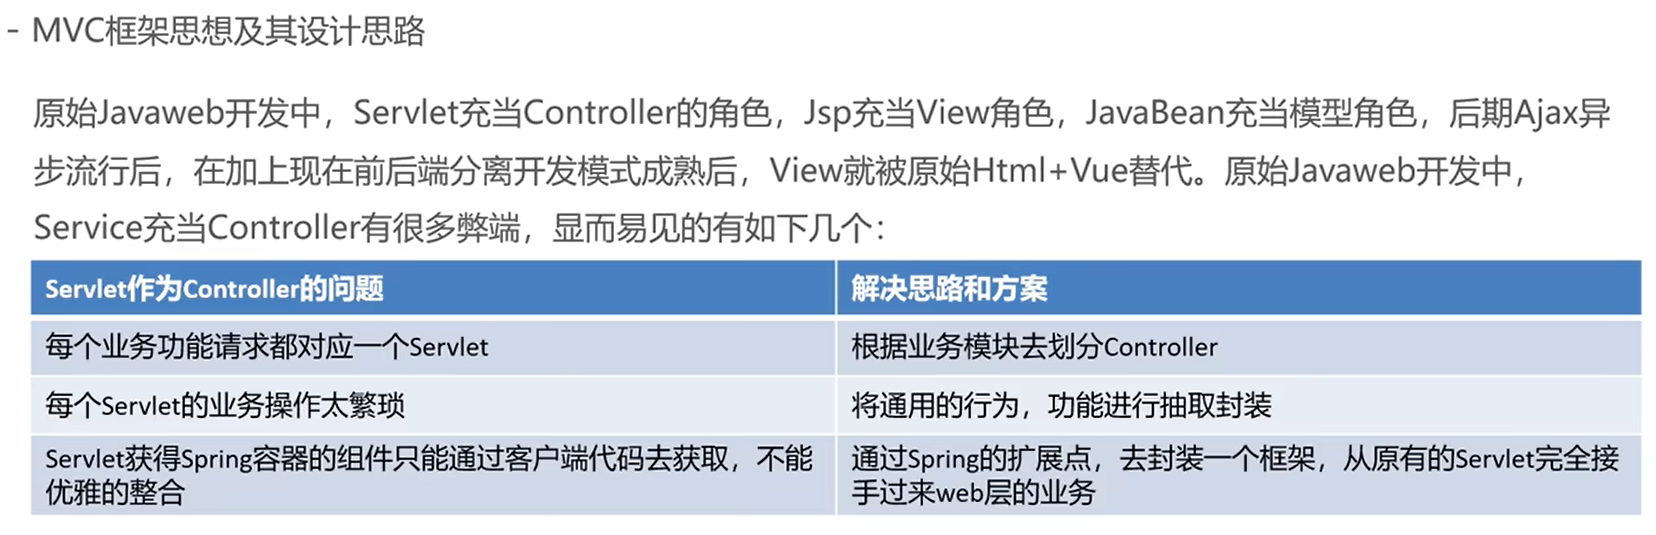 - MVC框架思想及其设计思路
原始Javaweb开发中，Servlet充当Controller的角色，Jsp充当View角色，JavaBean充当模型角色，后期Ajax异
步流行后，在加上现在前后端分离开发模式成熟后，View就被原始Html+Vue替代。原始Javaweb开发中，
Service充当Controller有很多弊端，显而易见的有如下几个：
Servlet作为Controller的问题
解决思路和方案
每个业务功能请求都对应一个Servlet
根据业务模块去划分Controller
每个Servlet的业务操作太繁琐
将通用的行为，功能进行抽取封装
Servlet获得Spring容器的组件只能通过客户端代码去获取，不能
优雅的整合
通过Spring的扩展点，去封装一个框架，从原有的Servlet完全接
手过来web层的业务